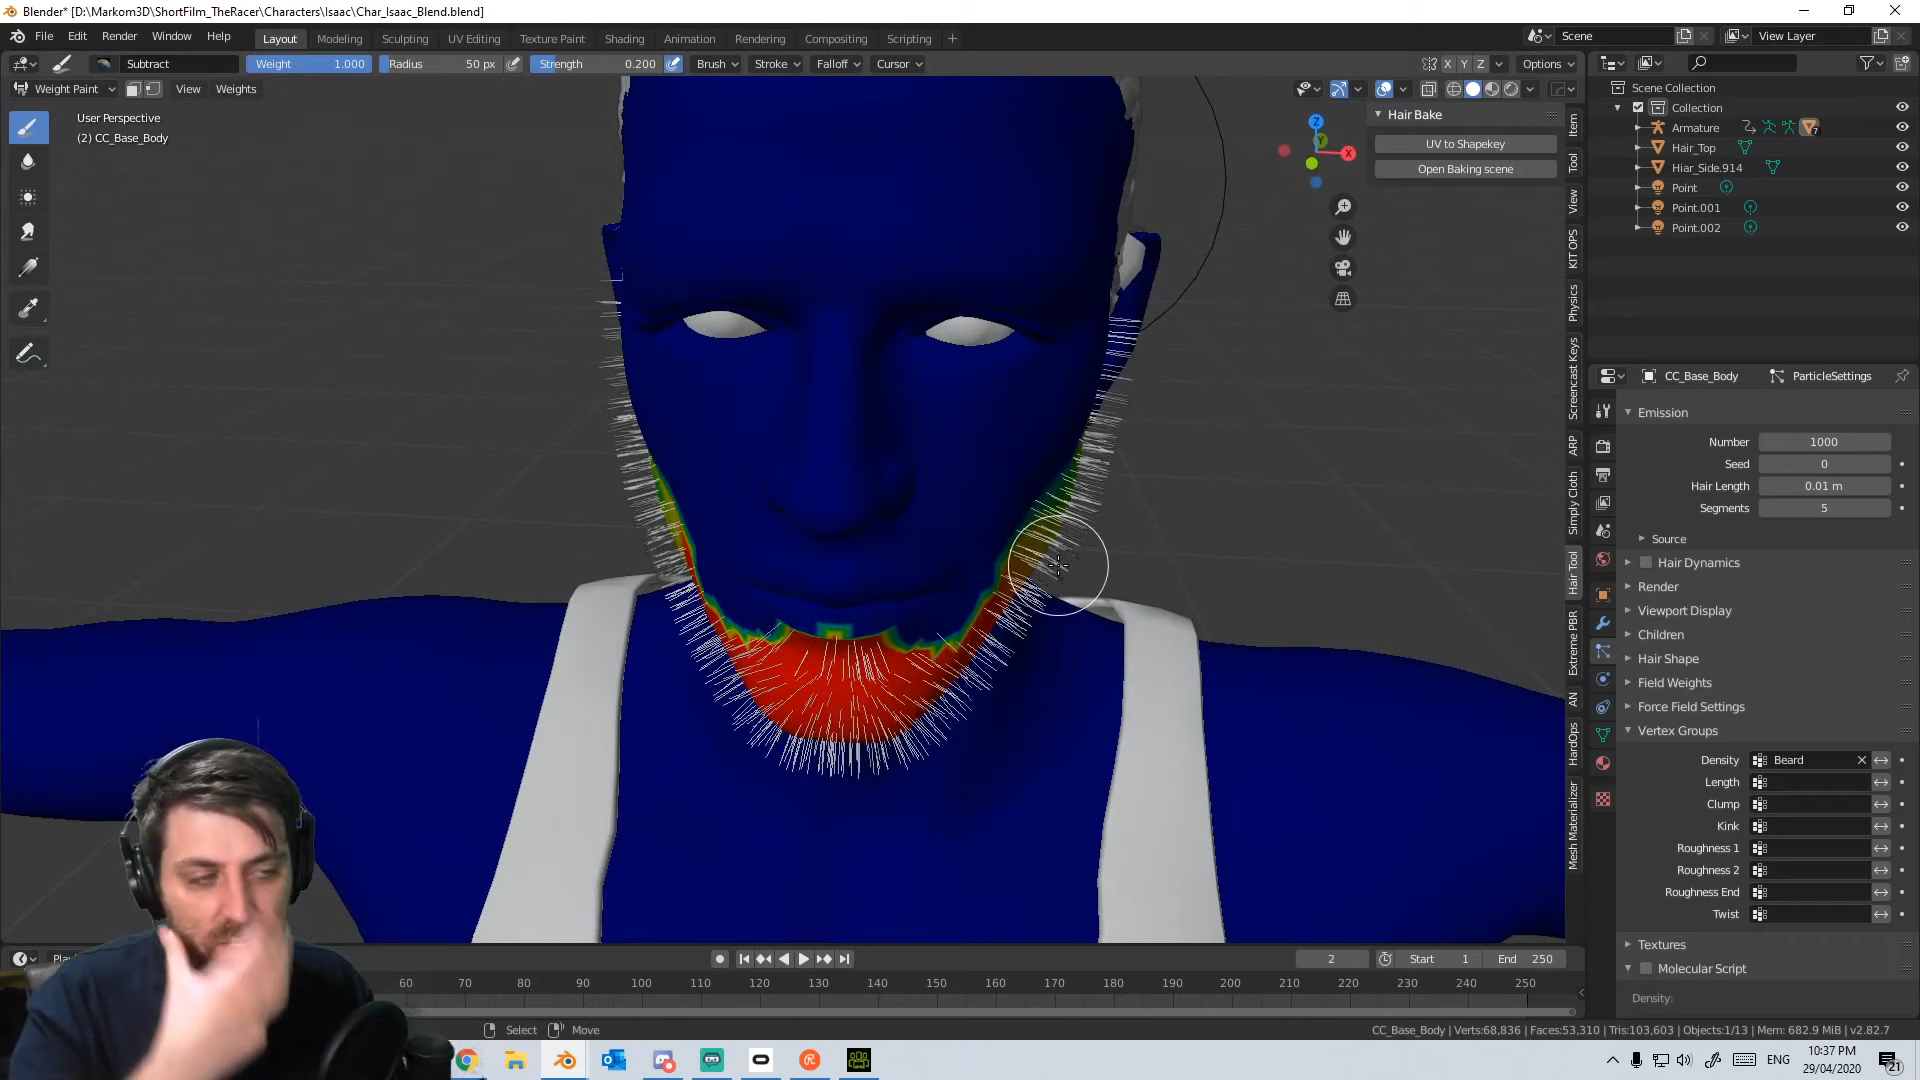 Blender* [D:\Markom3D\ShortFilm_TheRacer\Characters\Isaac\Char_Isaac_Blend.blend]
File Edit Render Window Help Layout Modeling Sculpting UV Editing Texture Paint Shading Animation Rendering Compositing Scripting + Scene View Layer
Subtract Weight 1.000 Radius 50 px Strength 0.200 Brush Stroke Falloff Cursor X Y Z Options
Weight Paint View Weights
User Perspective
(2) CC_Base_Body
Z
Y
X
Hair Bake
UV to Shapekey
Open Baking scene
Item
Tool
View
KIT OPS
Physics
Screencast Keys
ARP
Simply Cloth
Hair Tool
Extreme PBR
AN
HardOps
Mesh Materializer
Scene Collection
Collection
Armature 7
Hair_Top
Hiar_Side.914
Point
Point.001
Point.002
CC_Base_Body ParticleSettings
Emission
Number 1000
Seed 0
Hair Length 0.01 m
Segments 5
Source
Hair Dynamics
Render
Viewport Display
Children
Hair Shape
Field Weights
Force Field Settings
Vertex Groups
Density Beard
Length
Clump
Kink
Roughness 1
Roughness 2
Roughness End
Twist
Textures
Molecular Script
Density:
2 Start 1 End 250
60 70 80 90 100 110 120 130 140 150 160 170 180 190 200 210 220 230 240 250
Select Move
CC_Base_Body | Verts:68,836 | Faces:53,310 | Tris:103,603 | Objects:1/13 | Mem: 682.9 MiB | v2.82.7
ENG
10:37 PM
29/04/2020
21